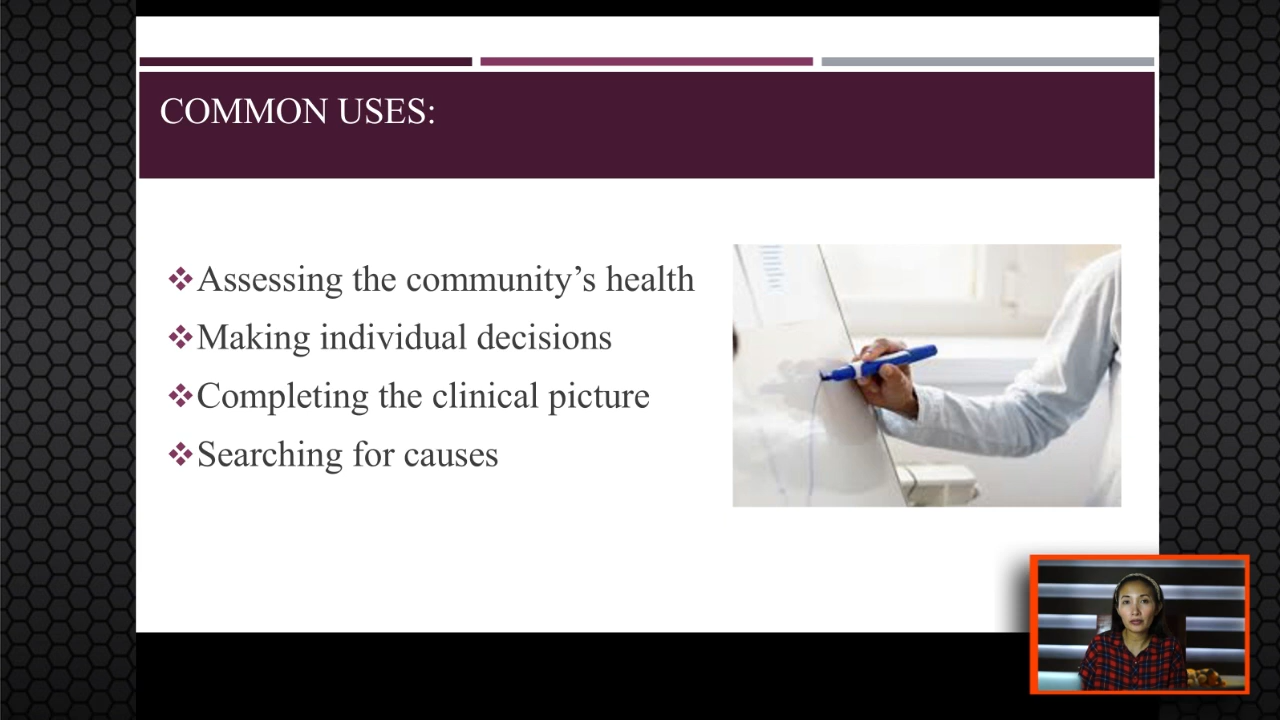 COMMON USES:
❖Assessing the community’s health
❖Making individual decisions
❖Completing the clinical picture
❖Searching for causes